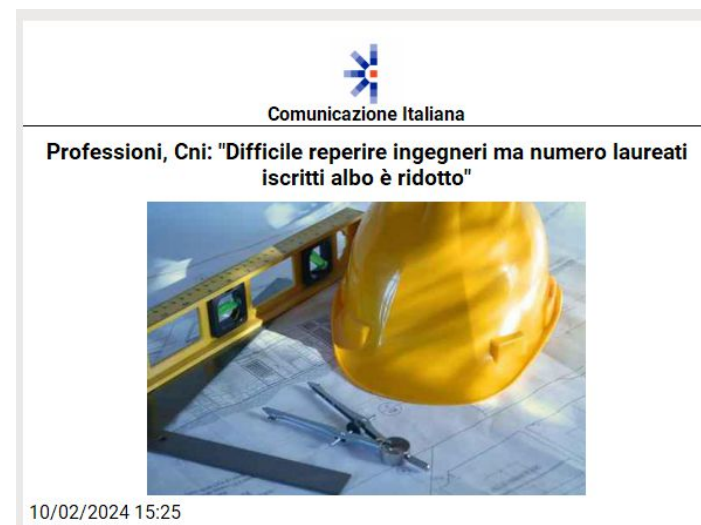 Comunicazione Italiana
Professioni, Cni: "Difficile reperire ingegneri ma numero laureati
iscritti albo è ridotto"
10/02/2024 15:25